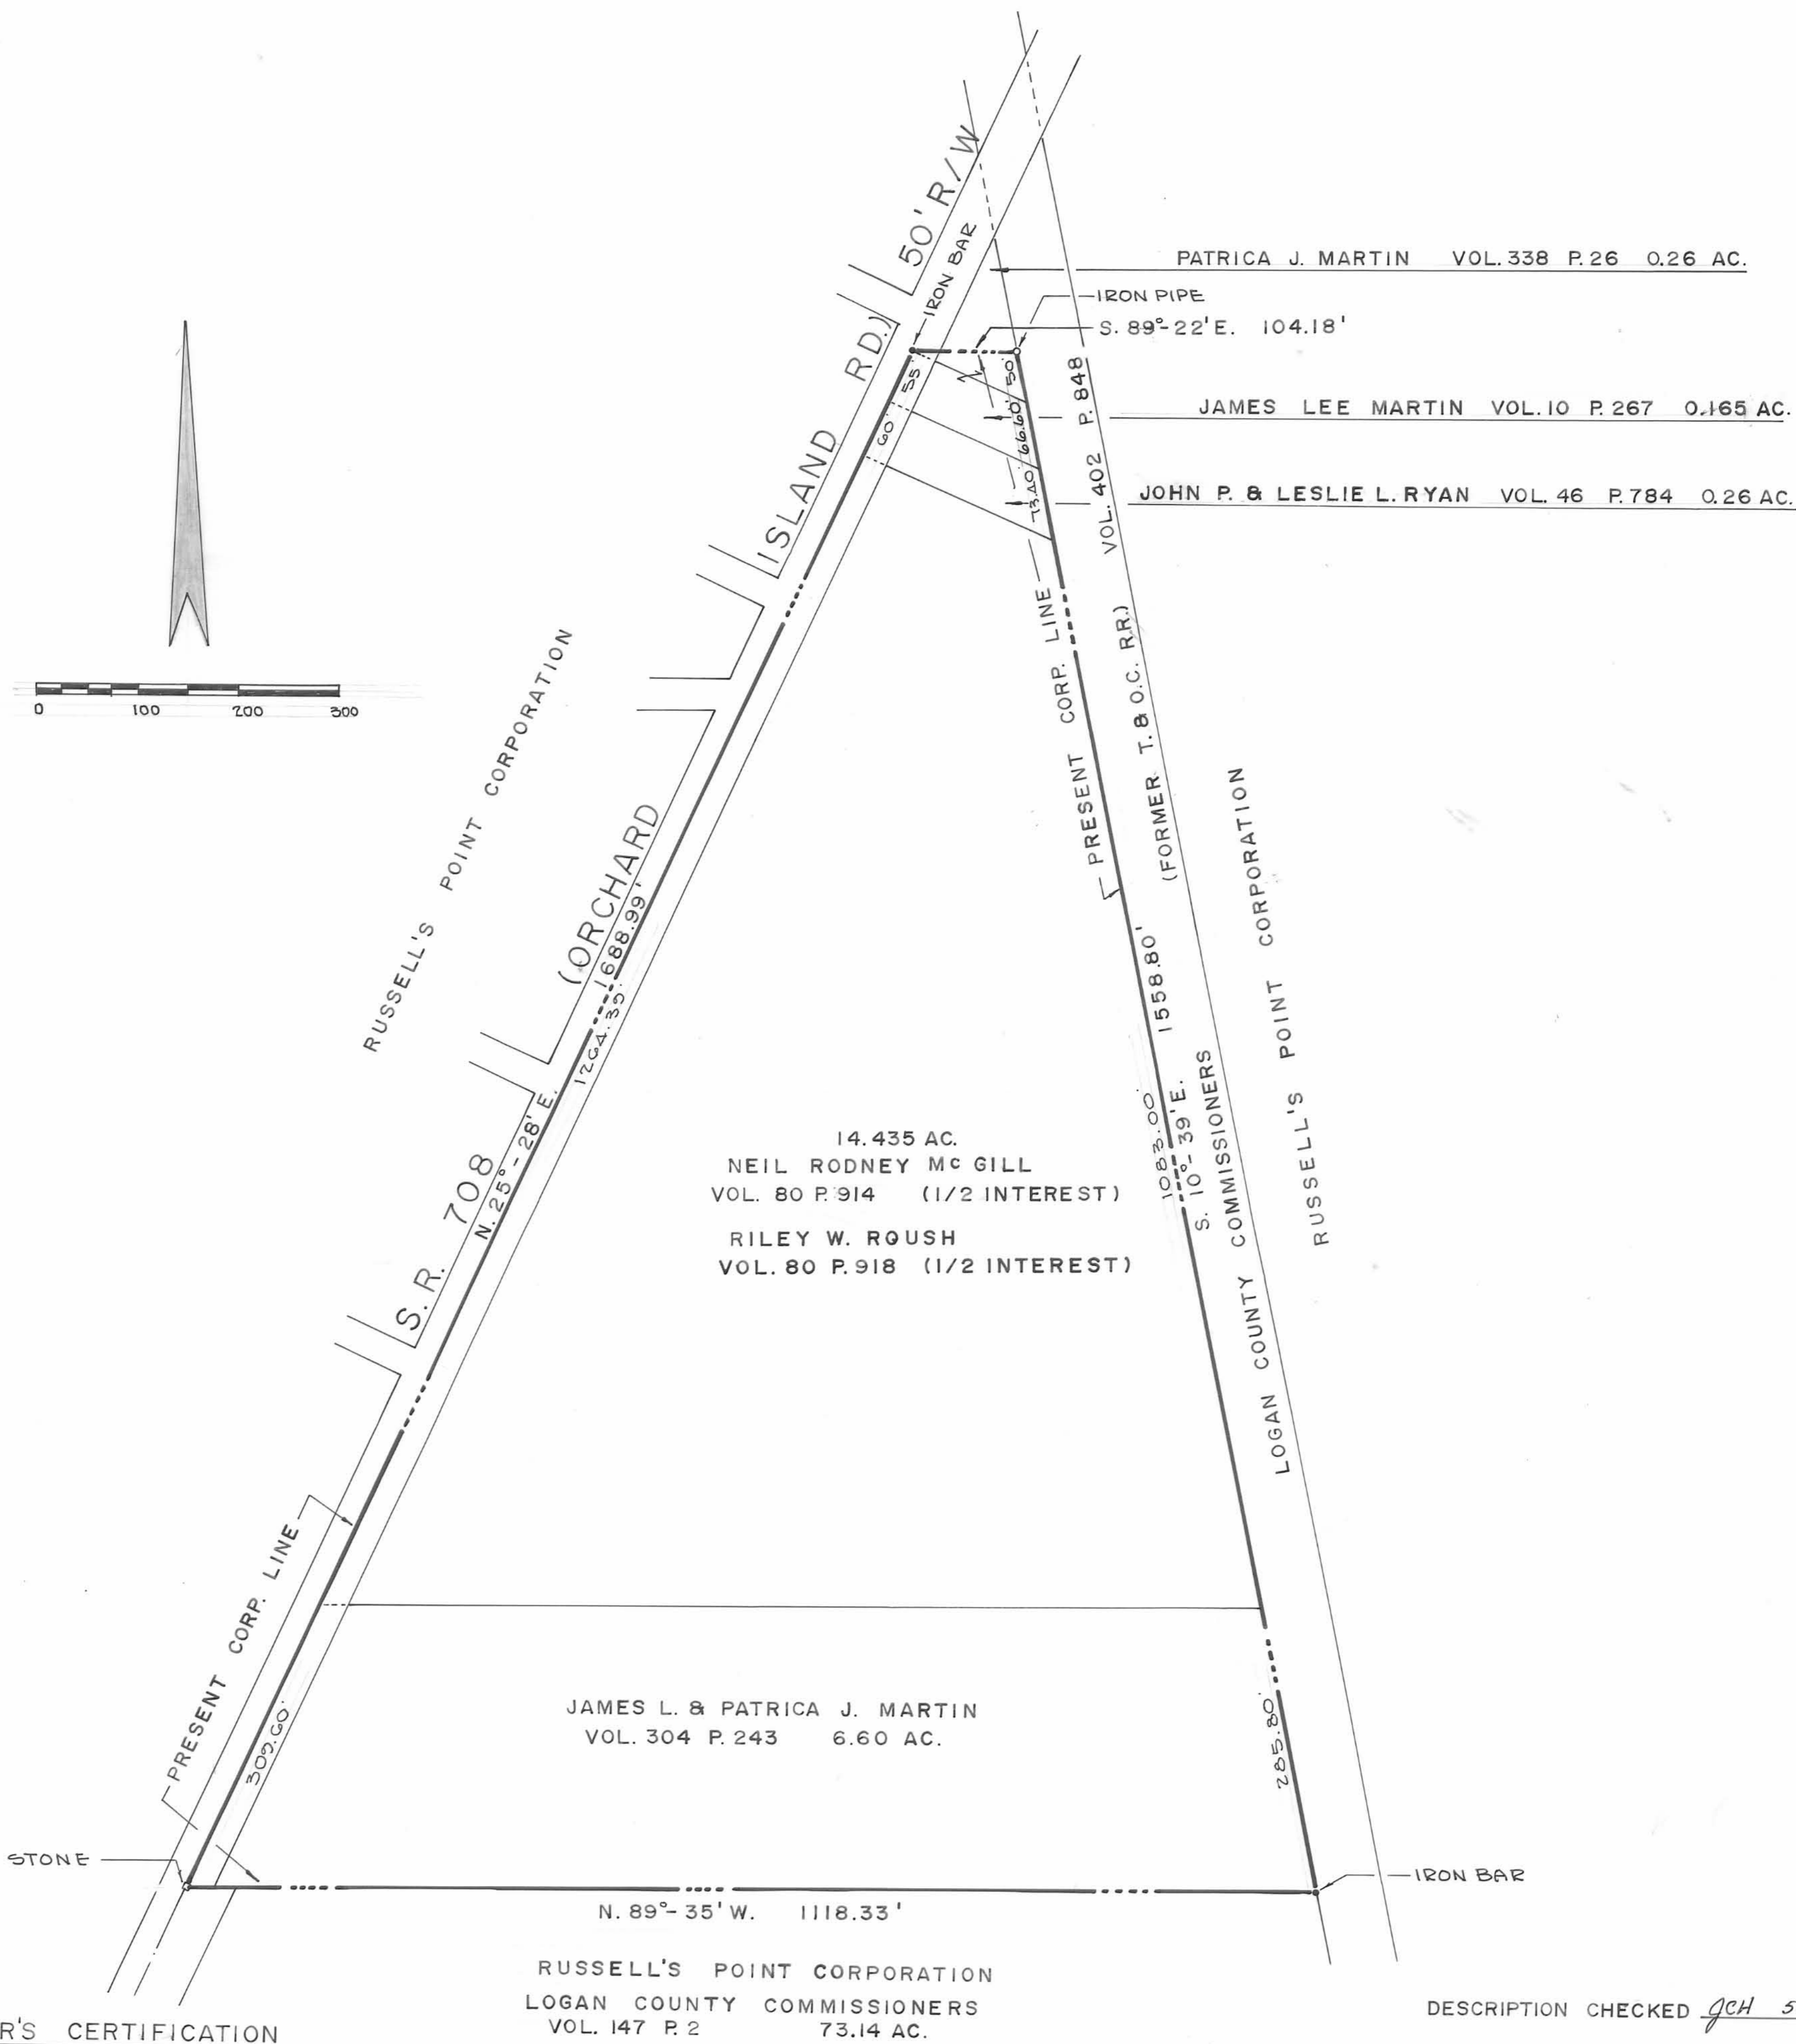 50' R/W
IRON BAR
PATRICA J. MARTIN VOL. 338 P. 26 0.26 AC.
IRON PIPE
S. 89°-22' E. 104.18'
JAMES LEE MARTIN VOL. 10 P. 267 0.165 AC.
JOHN P. & LESLIE L. RYAN VOL. 46 P. 784 0.26 AC.
55'
60'
50'
66.60'
73.40'
N
VOL. 402 P. 848
(FORMER T. & O.C. RR.)
0 100 200 300
RUSSELL'S POINT CORPORATION
S. R. 708 (ORCHARD ISLAND RD.)
N. 25°-28' E. 1688.99'
1264.39'
PRESENT CORP. LINE
1558.80'
S. 10°-39' E.
1083.00'
LOGAN COUNTY COMMISSIONERS
RUSSELL'S POINT CORPORATION
14.435 AC.
NEIL RODNEY Mc GILL
VOL. 80 P. 914 (1/2 INTEREST)
RILEY W. ROUSH
VOL. 80 P. 918 (1/2 INTEREST)
PRESENT CORP. LINE
309.60'
JAMES L. & PATRICA J. MARTIN
VOL. 304 P. 243 6.60 AC.
285.80'
STONE
IRON BAR
N. 89°-35' W. 1118.33'
RUSSELL'S POINT CORPORATION
LOGAN COUNTY COMMISSIONERS
VOL. 147 P. 2 73.14 AC.
R'S CERTIFICATION
DESCRIPTION CHECKED JCH 5